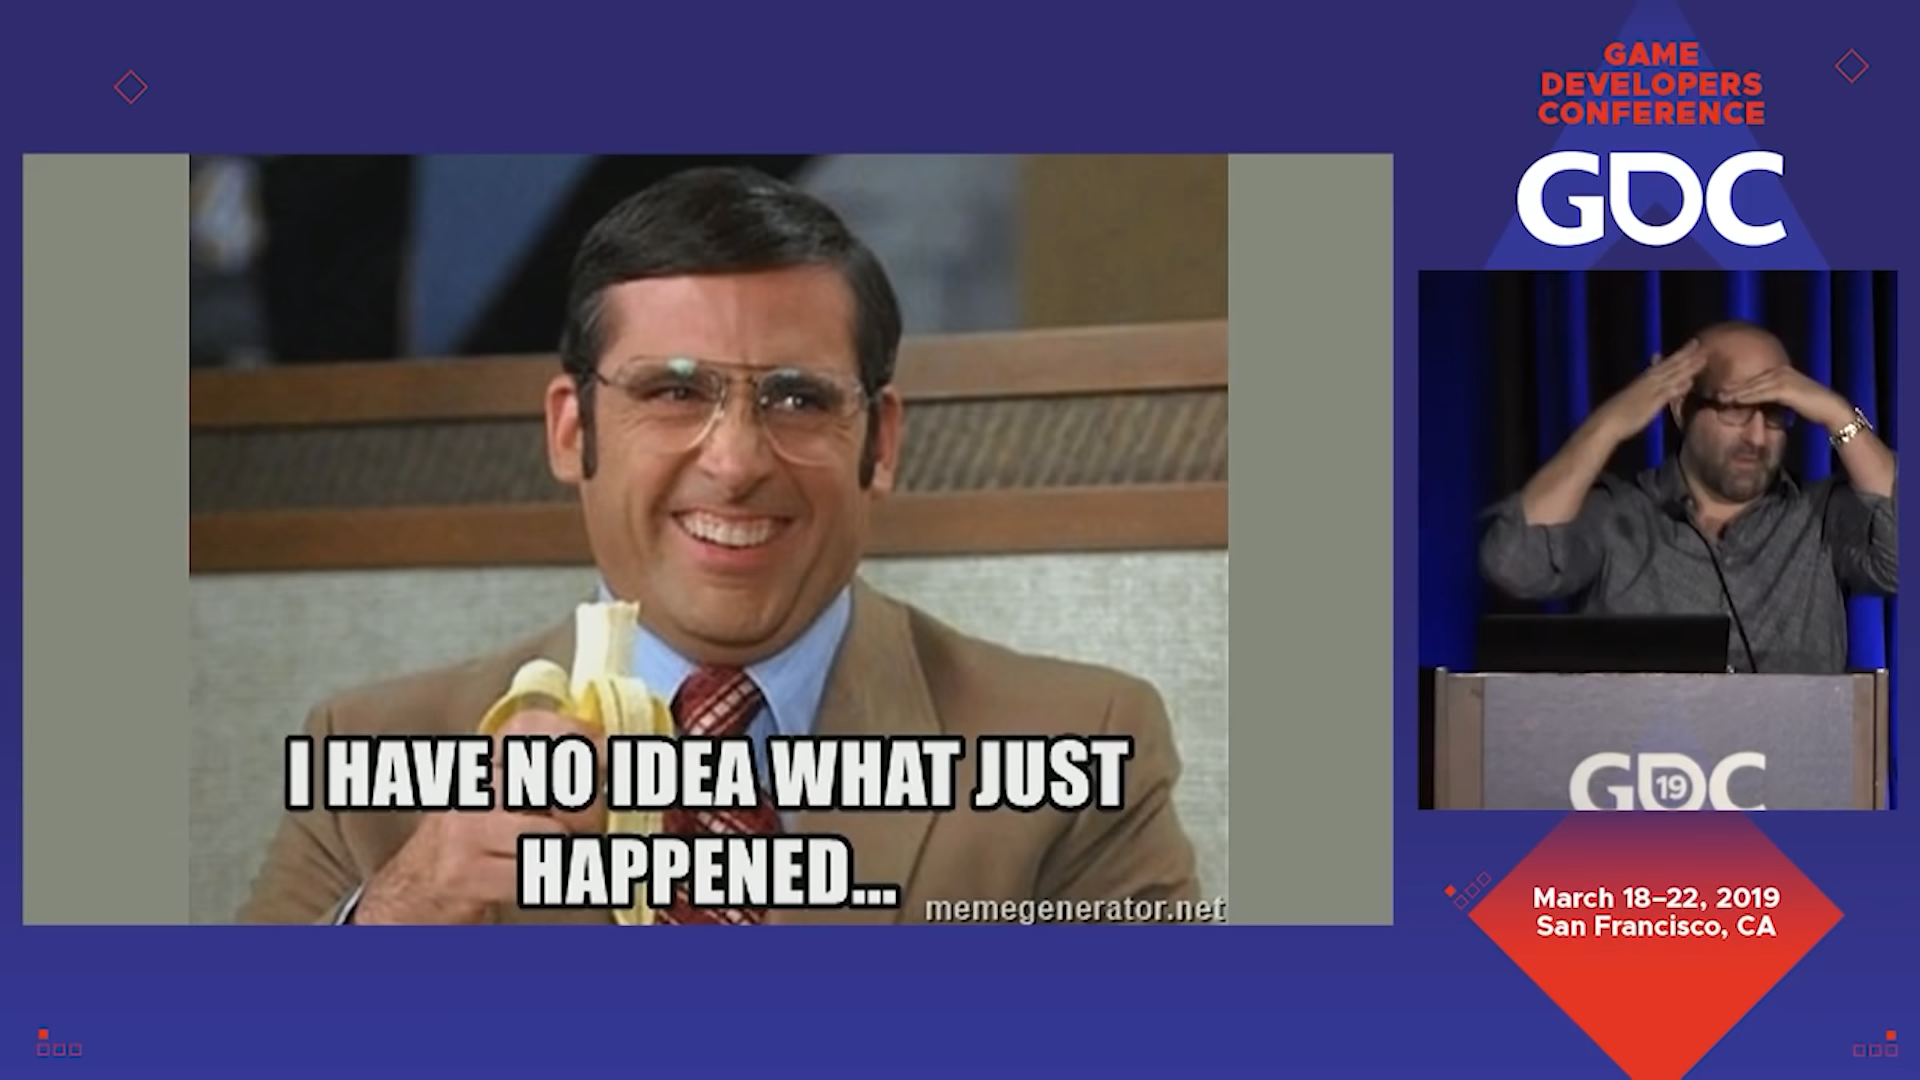 GAME
DEVELOPERS
CONFERENCE
GDC
I HAVE NO IDEA WHAT JUST
HAPPENED...
memegenerator.net
GDC
19
March 18–22, 2019
San Francisco, CA